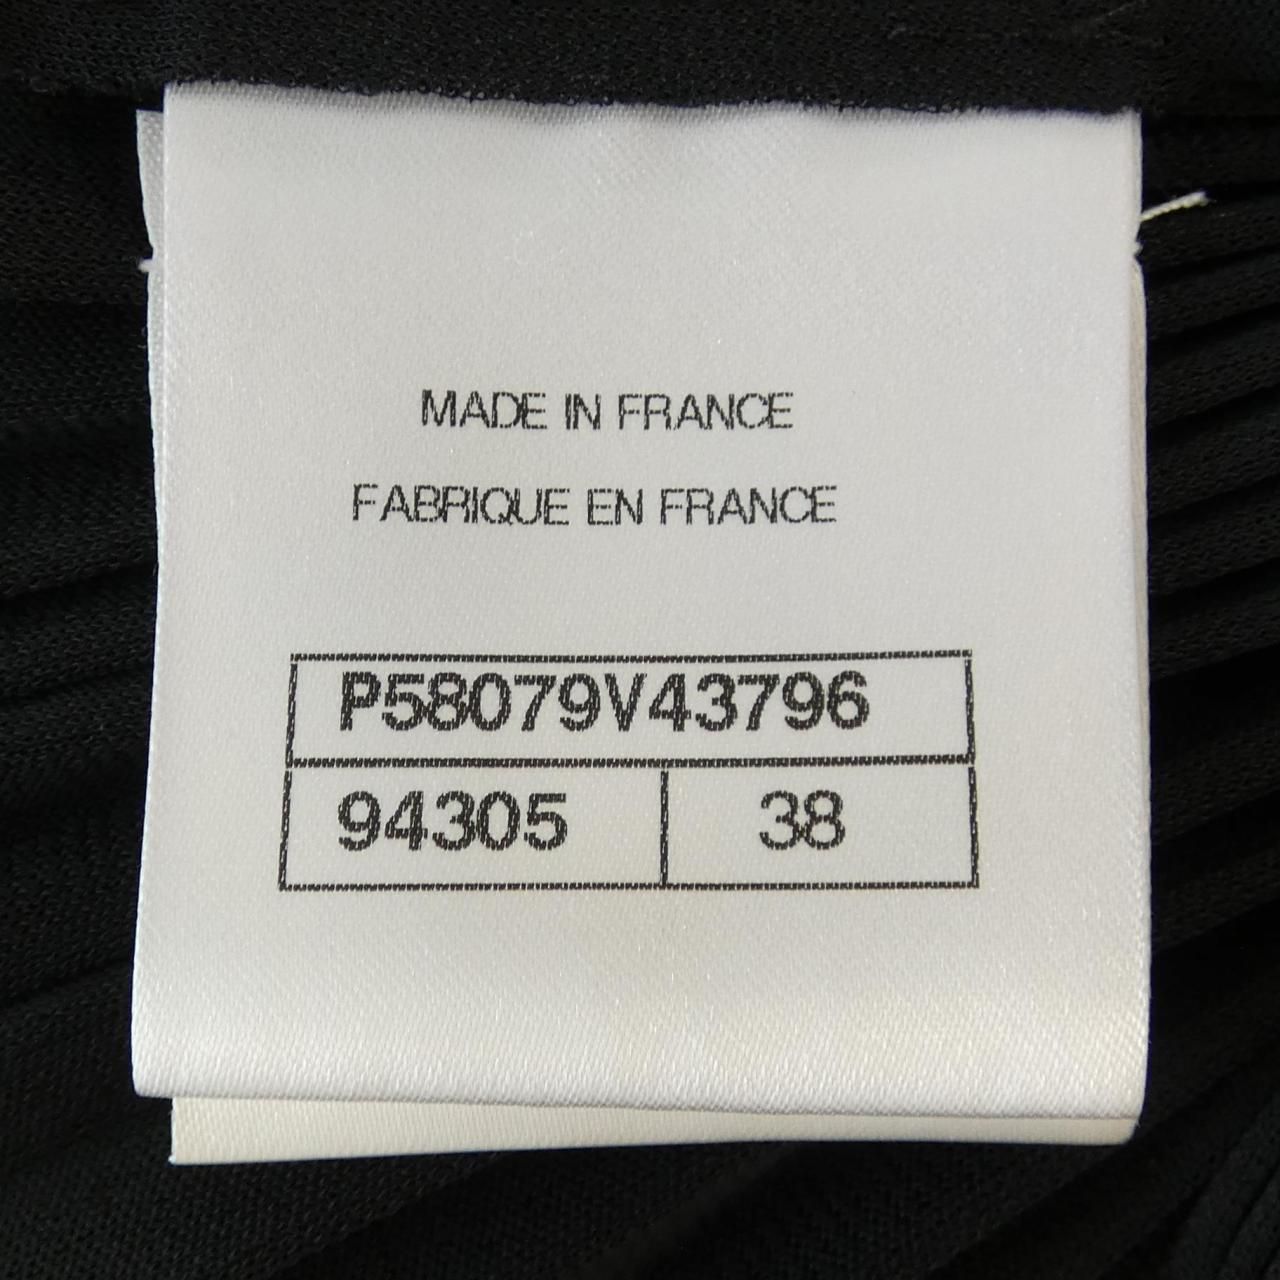 MADE IN FRANCE
FABRIQUE EN FRANCE
P58079V43796
94305 38